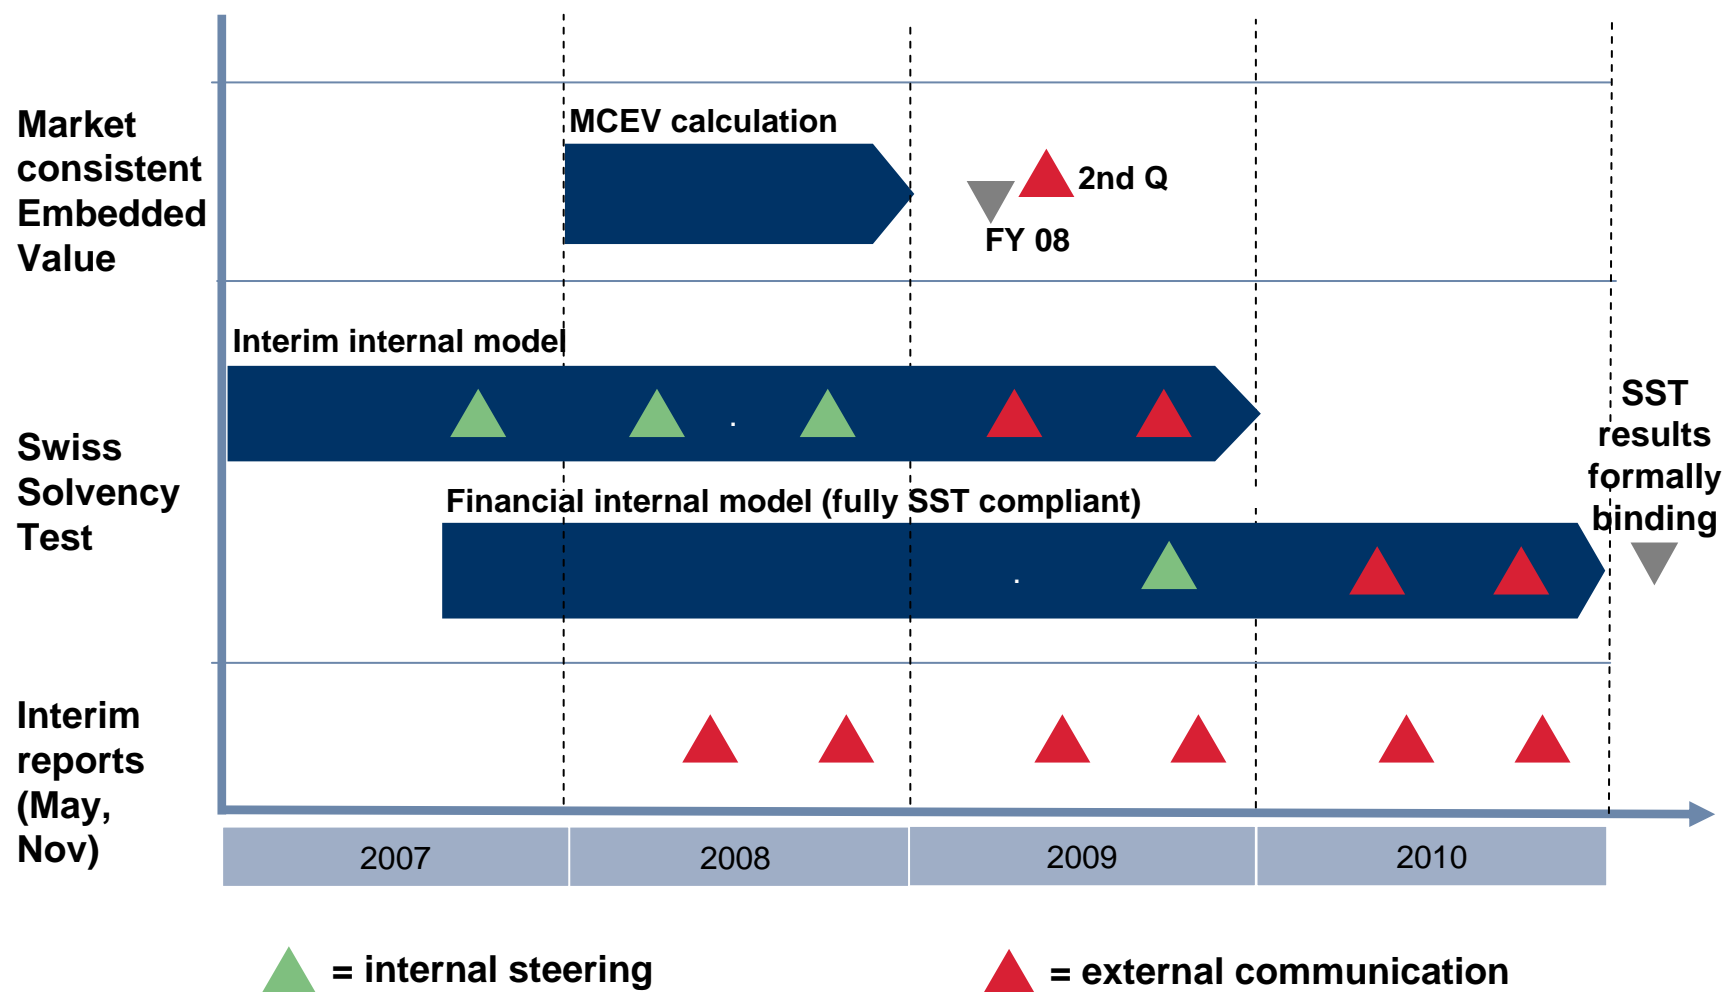 Market
consistent
Embedded
Value
MCEV calculation
2nd Q
FY 08
Interim internal model
Swiss
Solvency
Test
Financial internal model (fully SST compliant)
SST
results
formally
binding
Interim
reports
(May,
Nov)
2007
2008
2009
2010
= internal steering
= external communication